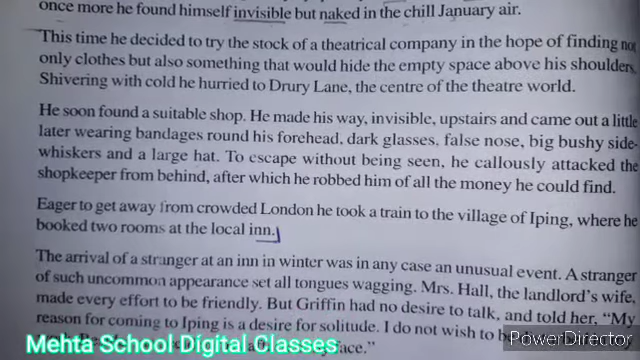 once more he found himself invisible but naked in the chill January air.
This time he decided to try the stock of a theatrical company in the hope of finding not
only clothes but also something that would hide the empty space above his shoulders.
Shivering with cold he hurried to Drury Lane, the centre of the theatre world.
He soon found a suitable shop. He made his way, invisible, upstairs and came out a little
later wearing bandages round his forehead, dark glasses, false nose, big bushy side-
whiskers and a large hat. To escape without being seen, he callously attacked the
shopkeeper from behind, after which he robbed him of all the money he could find.
Eager to get away from crowded London he took a train to the village of Iping, where he
booked two rooms at the local inn.
The arrival of a stranger at an inn in winter was in any case an unusual event. A stranger
of such uncommon appearance set all tongues wagging. Mrs. Hall, the landlord's wife,
made every effort to be friendly. But Griffin had no desire to talk, and told her, “My
reason for coming to Iping is a desire for solitude. I do not wish to be
face.”
Mehta School Digital Classes
PowerDirector